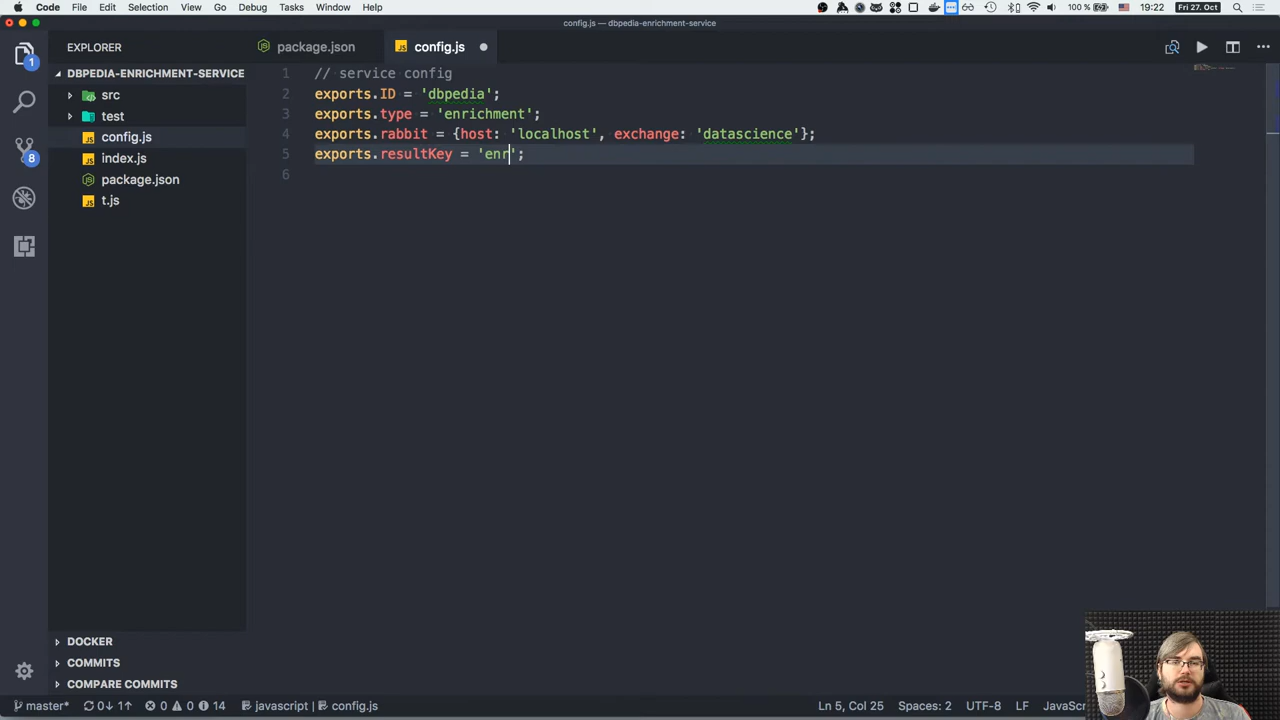 Code File Edit Selection View Go Debug Tasks Window Help 100 % Fri 27. Oct 19:22
config.js — dbpedia-enrichment-service
EXPLORER package.json config.js
DBPEDIA-ENRICHMENT-SERVICE
src
test
config.js
index.js
package.json
t.js
1 // service config
2 exports.ID = 'dbpedia';
3 exports.type = 'enrichment';
4 exports.rabbit = {host: 'localhost', exchange: 'datascience'};
5 exports.resultKey = 'enr';
6
1
8
DOCKER
COMMITS
COMPARE COMMITS
master* 0↓ 1↑ 0 0 14 javascript config.js Ln 5, Col 25 Spaces: 2 UTF-8 LF